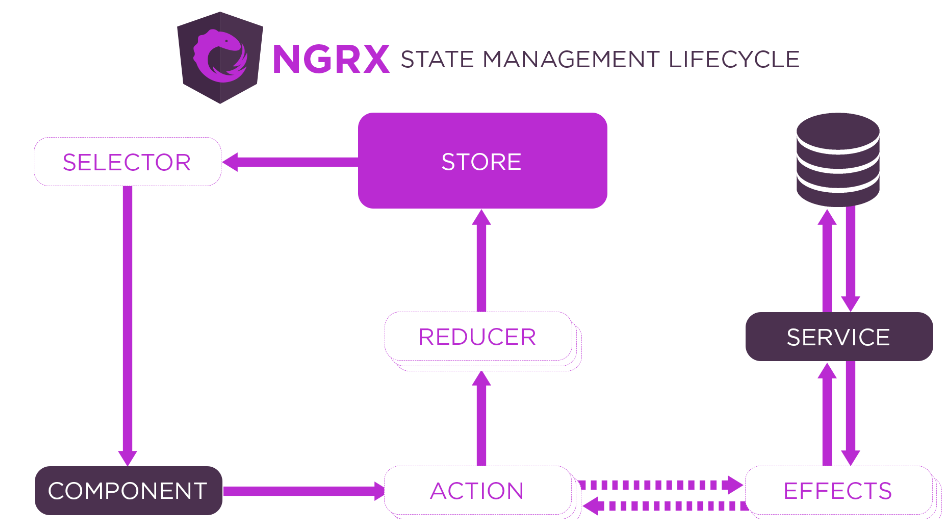 NGRX STATE MANAGEMENT LIFECYCLE
SELECTOR
STORE
REDUCER
SERVICE
COMPONENT
ACTION
EFFECTS